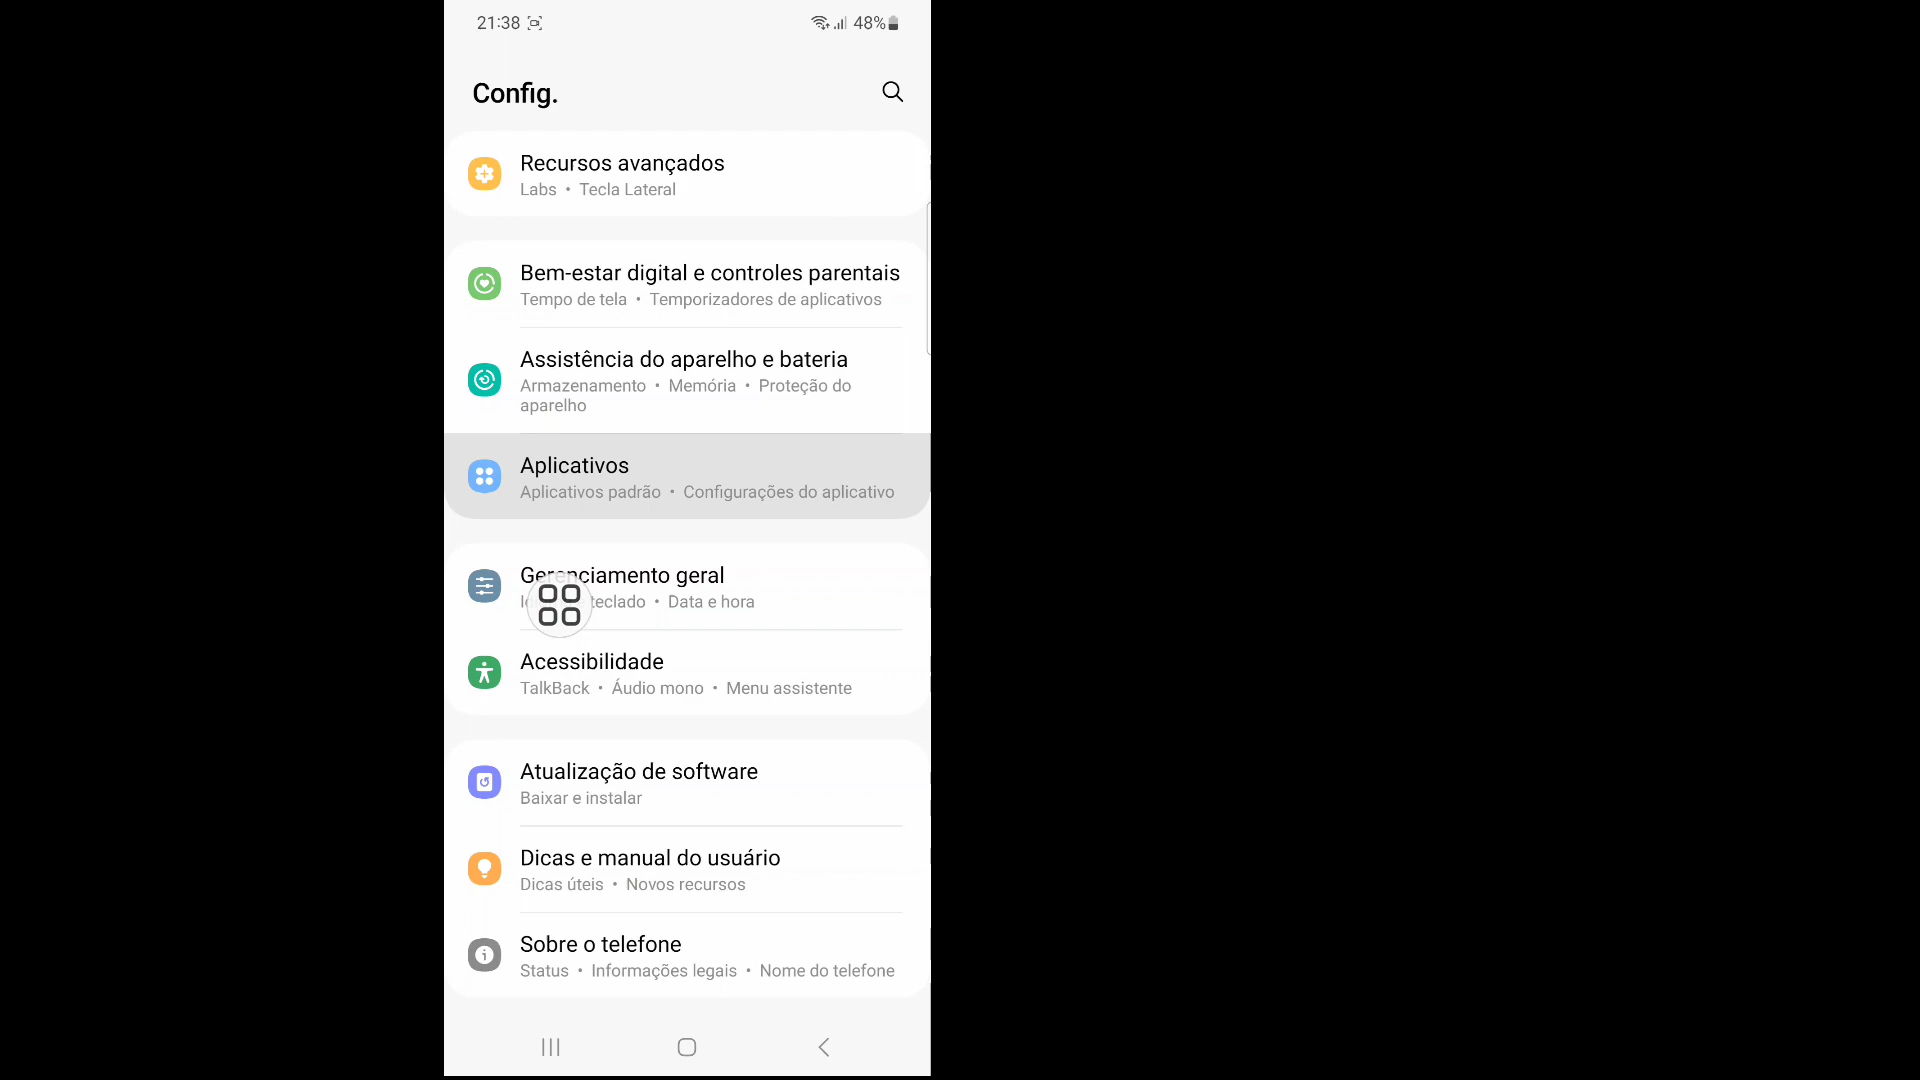 21:38
48%
Config.
Recursos avançados
Labs • Tecla Lateral
Bem-estar digital e controles parentais
Tempo de tela • Temporizadores de aplicativos
Assistência do aparelho e bateria
Armazenamento • Memória • Proteção do
aparelho
Aplicativos
Aplicativos padrão • Configurações do aplicativo
Gerenciamento geral
teclado • Data e hora
Acessibilidade
TalkBack • Áudio mono • Menu assistente
Atualização de software
Baixar e instalar
Dicas e manual do usuário
Dicas úteis • Novos recursos
Sobre o telefone
Status • Informações legais • Nome do telefone